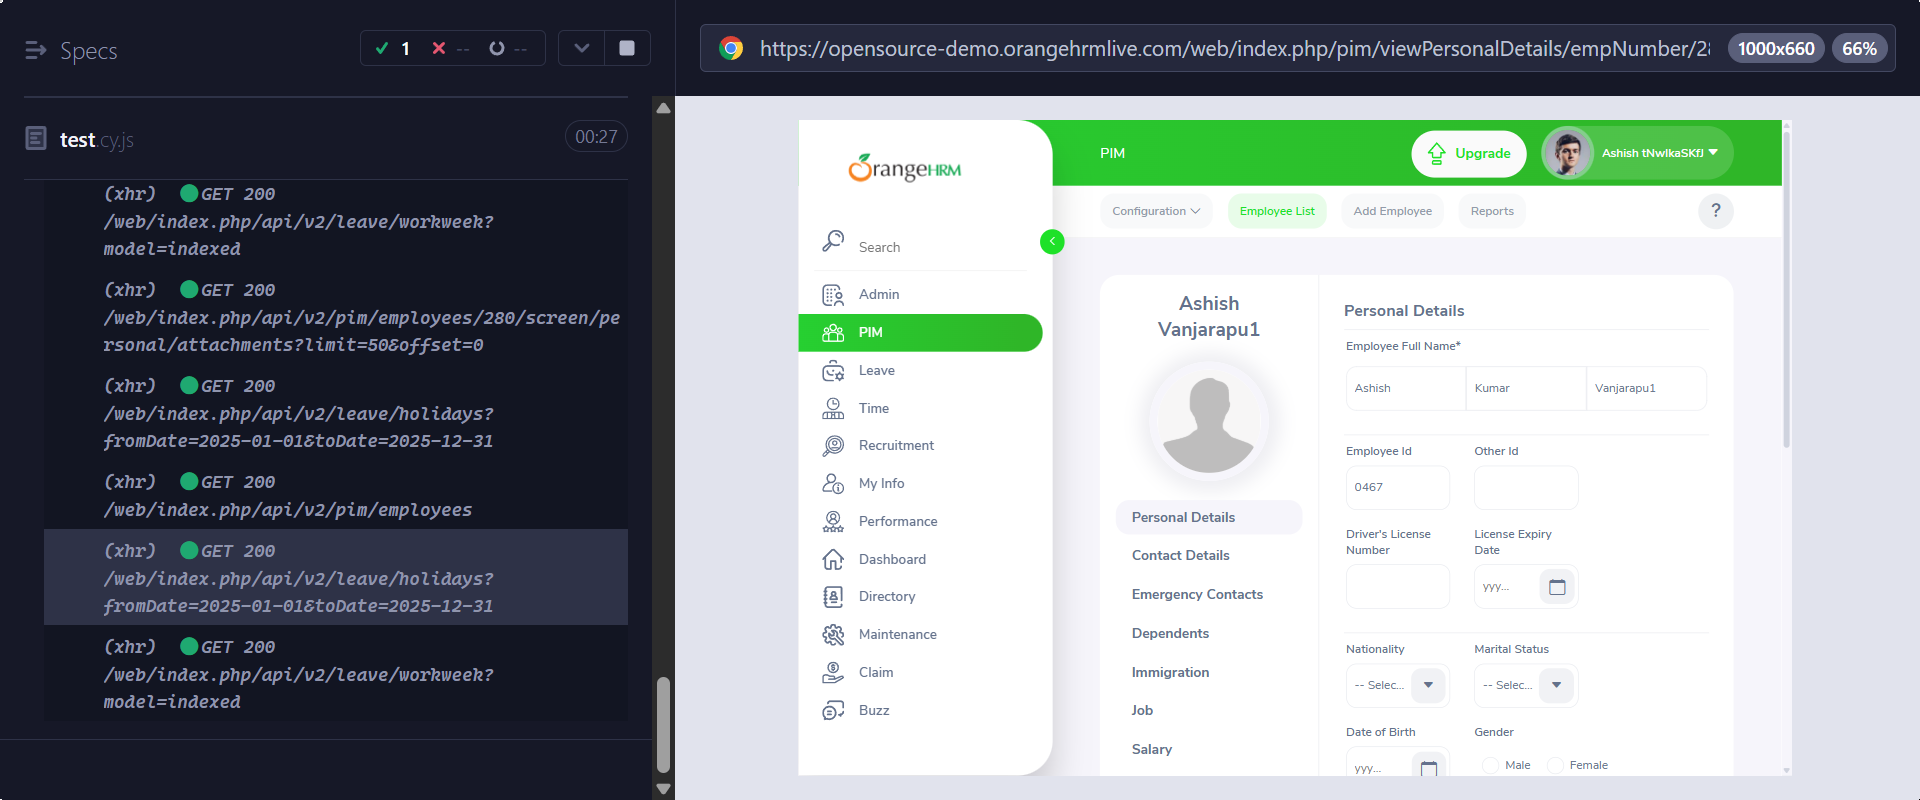 Specs
1
--
--
test.cy.js
00:27
(xhr) GET 200
/web/index.php/api/v2/leave/workweek?
model=indexed
(xhr) GET 200
/web/index.php/api/v2/pim/employees/280/screen/pe
rsonal/attachments?limit=50&offset=0
(xhr) GET 200
/web/index.php/api/v2/leave/holidays?
fromDate=2025-01-01&toDate=2025-12-31
(xhr) GET 200
/web/index.php/api/v2/pim/employees
(xhr) GET 200
/web/index.php/api/v2/leave/holidays?
fromDate=2025-01-01&toDate=2025-12-31
(xhr) GET 200
/web/index.php/api/v2/leave/workweek?
model=indexed
https://opensource-demo.orangehrmlive.com/web/index.php/pim/viewPersonalDetails/empNumber/28
1000x660
66%
OrangeHRM
Search
Admin
PIM
Leave
Time
Recruitment
My Info
Performance
Dashboard
Directory
Maintenance
Claim
Buzz
PIM
Upgrade
Ashish tNwlkaSKfJ
Configuration
Employee List
Add Employee
Reports
?
Ashish
Vanjarapu1
Personal Details
Contact Details
Emergency Contacts
Dependents
Immigration
Job
Salary
Personal Details
Employee Full Name*
Ashish
Kumar
Vanjarapu1
Employee Id
Other Id
0467
Driver's License
Number
License Expiry
Date
yyy...
Nationality
Marital Status
-- Selec...
-- Selec...
Date of Birth
Gender
yyy...
Male
Female